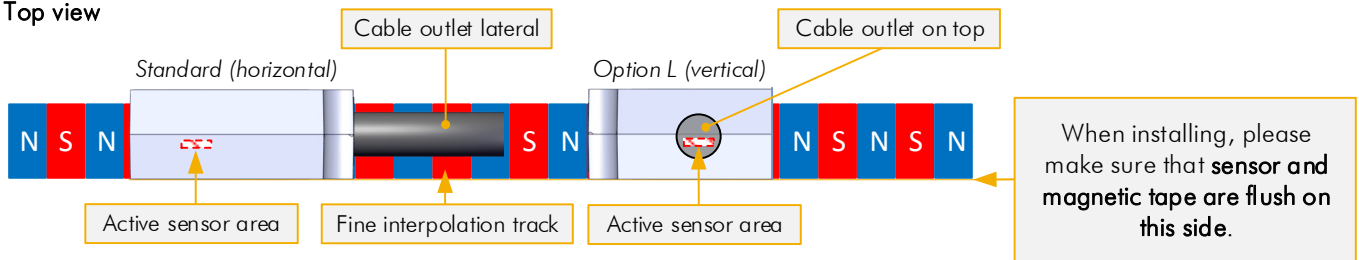 Top view
Cable outlet lateral
Cable outlet on top
Standard (horizontal)
Option L (vertical)
N S N S N N S N S N
When installing, please
make sure that sensor and
magnetic tape are flush on
this side.
Active sensor area
Fine interpolation track
Active sensor area